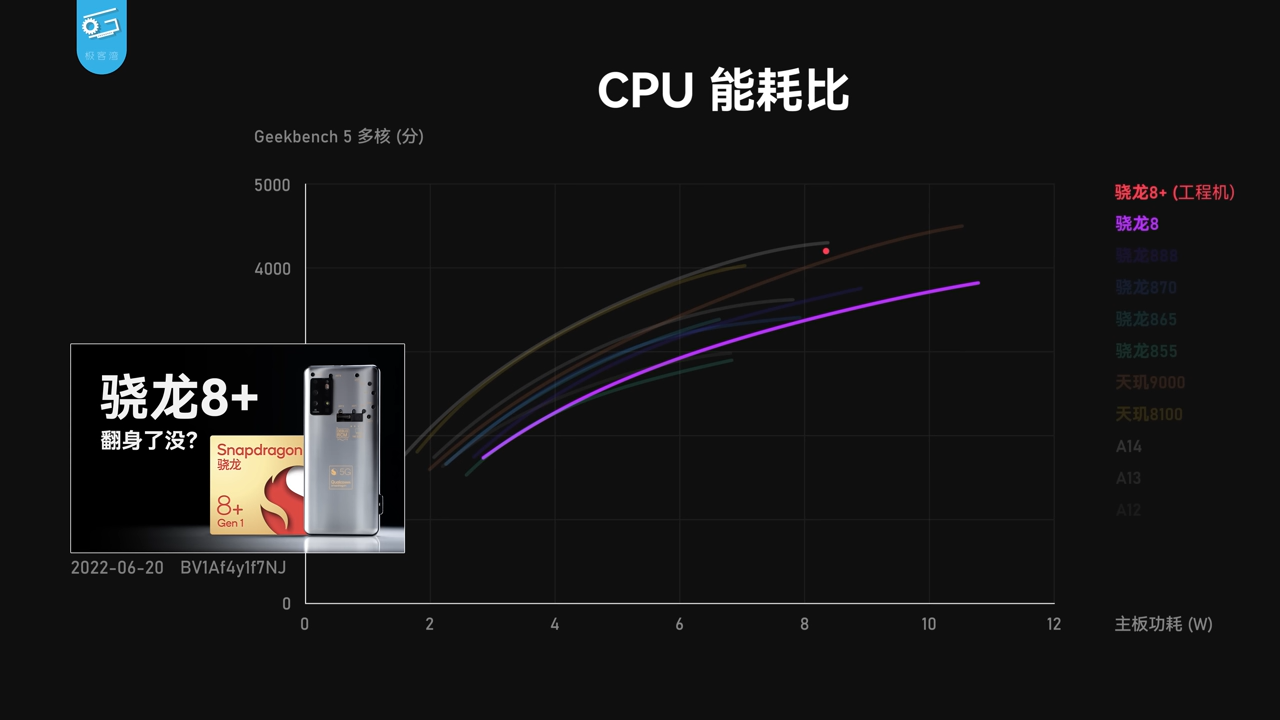 极客湾
CPU 能耗比
Geekbench 5 多核 (分)
5000
4000
0
0
2
4
6
8
10
12
主板功耗 (W)
骁龙8+ (工程机)
骁龙8
骁龙888
骁龙870
骁龙865
骁龙855
天玑9000
天玑8100
A14
A13
A12
骁龙8+
翻身了没?
Snapdragon
骁龙
8+
Gen 1
5G
2022-06-20 BV1Af4y1f7NJ